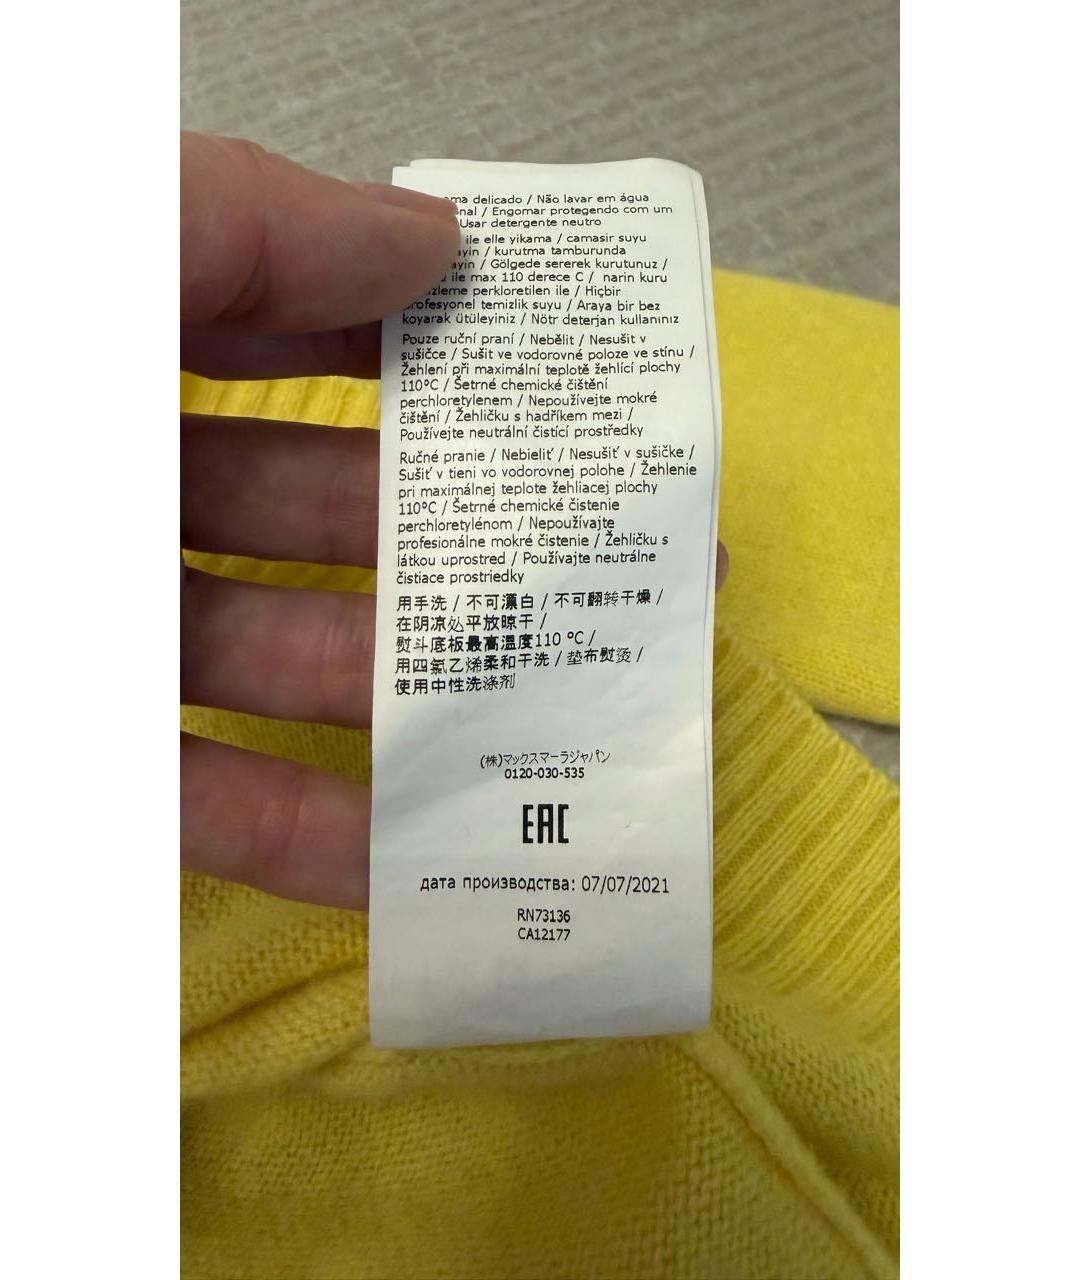 delicado / Não lavar em água
/ Engomar protegendo com um
Usar detergente neutro
ile elle yikama / camasir suyu
/ kurutma tamburunda
/ Gölgede sererek kurutunuz /
ile max 110 derece C / narin kuru
perkloretilen ile / Hiçbir
profesyonel temizlik suyu / Araya bir bez
koyarak ütüleyiniz / Nötr deterjan kullanınız
Pouze ruční praní / Nebělit / Nesušit v
sušičce / Sušit ve vodorovné poloze ve stínu /
Žehlení při maximální teplotě žehlící plochy
110°C / Šetrné chemické čištění
perchloretylenem / Nepoužívejte mokré
čištění / Žehličku s hadříkem mezi /
Používejte neutrální čistící prostředky
Ručné pranie / Nebieliť / Nesušiť v sušičke /
Sušiť v tieni vo vodorovnej polohe / Žehlenie
pri maximálnej teplote žehliacej plochy
110°C / Šetrné chemické čistenie
perchloretylénom / Nepoužívajte
profesionálne mokré čistenie / Žehličku s
látkou uprostred / Používajte neutrálne
čistiace prostriedky
用手洗 / 不可漂白 / 不可翻转干燥 /
在阴凉处平放晾干 /
熨斗底板最高温度110 °C /
用四氯乙烯柔和干洗 / 垫布熨烫 /
使用中性洗涤剂
(株)マックスマーラジャパン
0120-030-535
EAC
дата производства: 07/07/2021
RN73136
CA12177